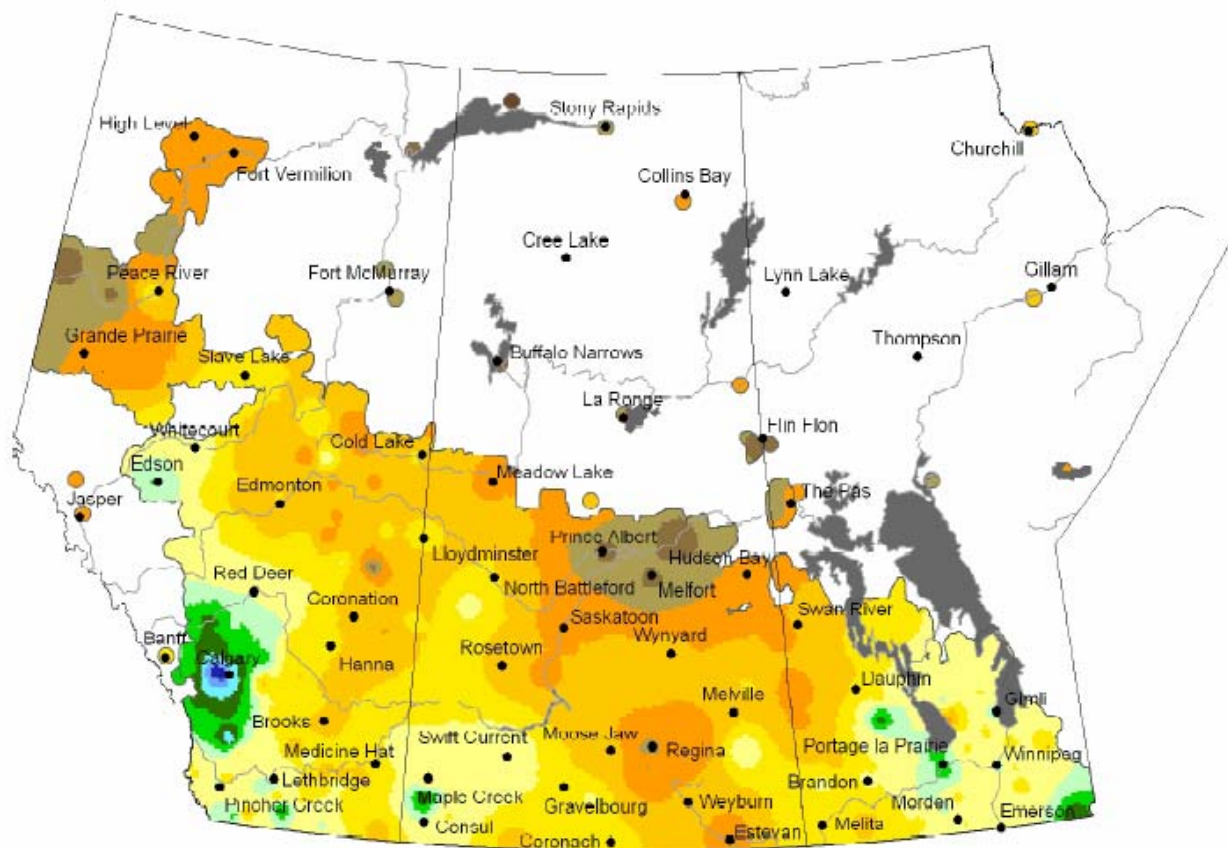 Stony Rapids
High Level
Churchill
Fort Vermilion
Collins Bay
Cree Lake
Peace River
Fort McMurray
Lynn Lake
Gillam
Grande Prairie
Thompson
Slave Lake
Buffalo Narrows
La Ronge
Whitecourt
Flin Flon
Cold Lake
Edson
Meadow Lake
Edmonton
The Pas
Jasper
Prince Albert
Lloydminster
Hudson Bay
Red Deer
North Battleford
Melfort
Coronation
Saskatoon
Swan River
Banff
Wynyard
Calgary
Hanna
Rosetown
Dauphin
Melville
Gimli
Brooks
Moose Jaw
Swift Current
Regina
Portage la Prairie
Medicine Hat
Winnipeg
Lethbridge
Brandon
Pincher Creek
Maple Creek
Gravelbourg
Weyburn
Morden
Emerson
Consul
Melita
Coronach
Estevan